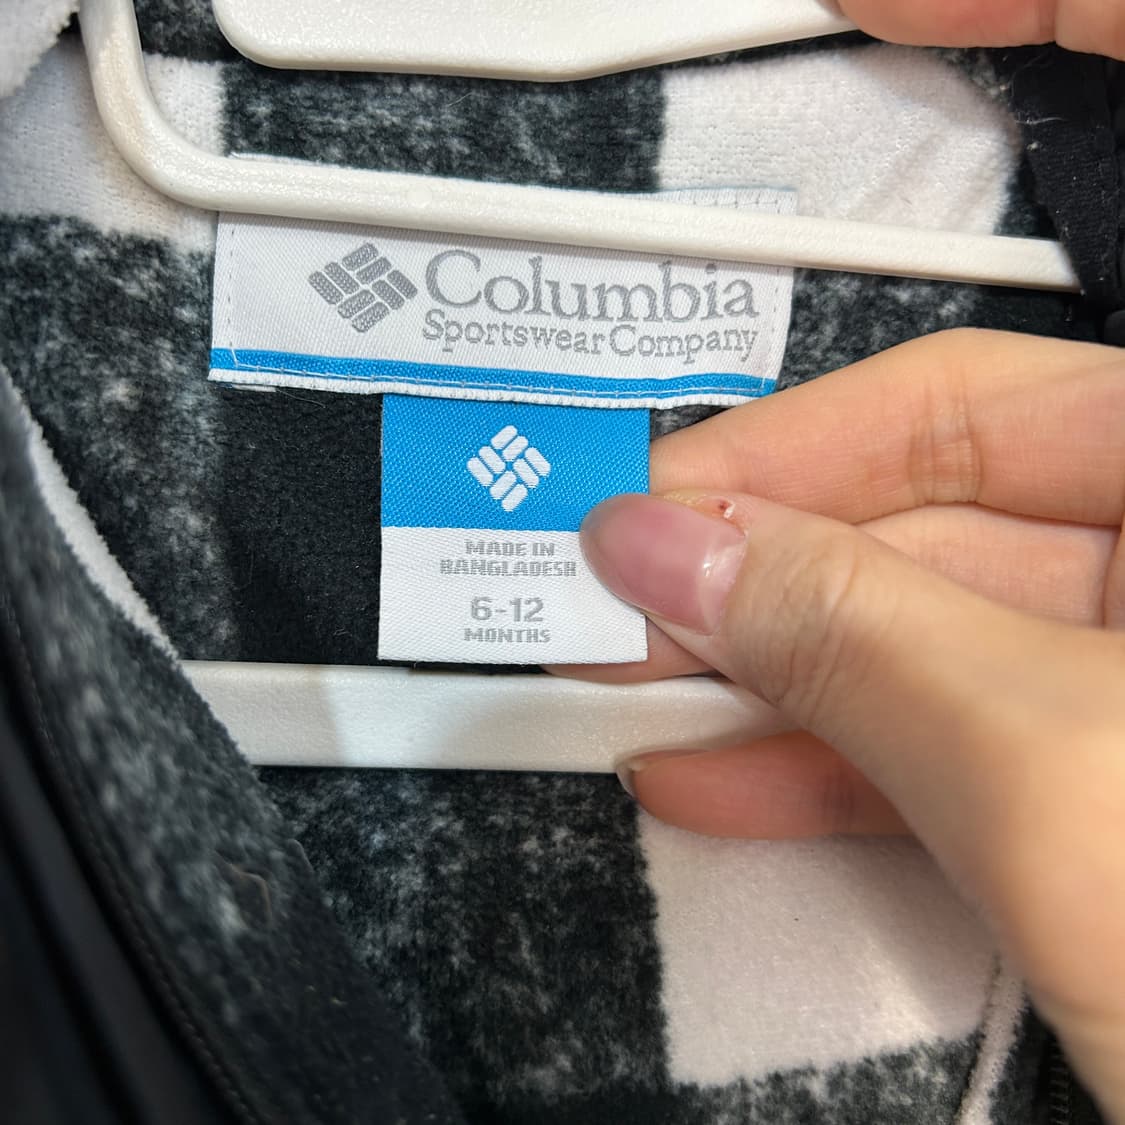 Columbia
Sportswear Company
MADE IN
BANGLADESH
6-12
MONTHS